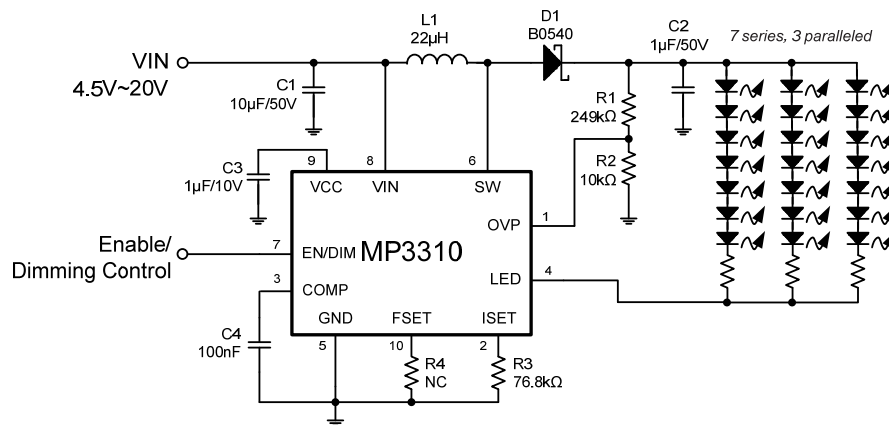 L1
22µH
D1
B0540
C2
1µF/50V
7 series, 3 paralleled
VIN
4.5V~20V
C1
10µF/50V
R1
249kΩ
C3
1µF/10V
9
8
6
VCC
VIN
SW
R2
10kΩ
1
OVP
Enable/
Dimming Control
7
EN/DIM
MP3310
3
COMP
LED
4
GND
FSET
ISET
C4
100nF
5
10
2
R4
NC
R3
76.8kΩ